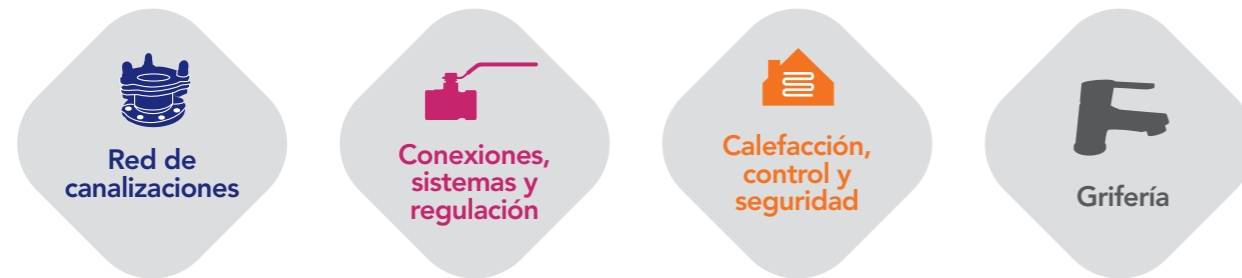 Red de
canalizaciones
Conexiones,
sistemas y
regulación
Calefacción,
control y
seguridad
Grifería